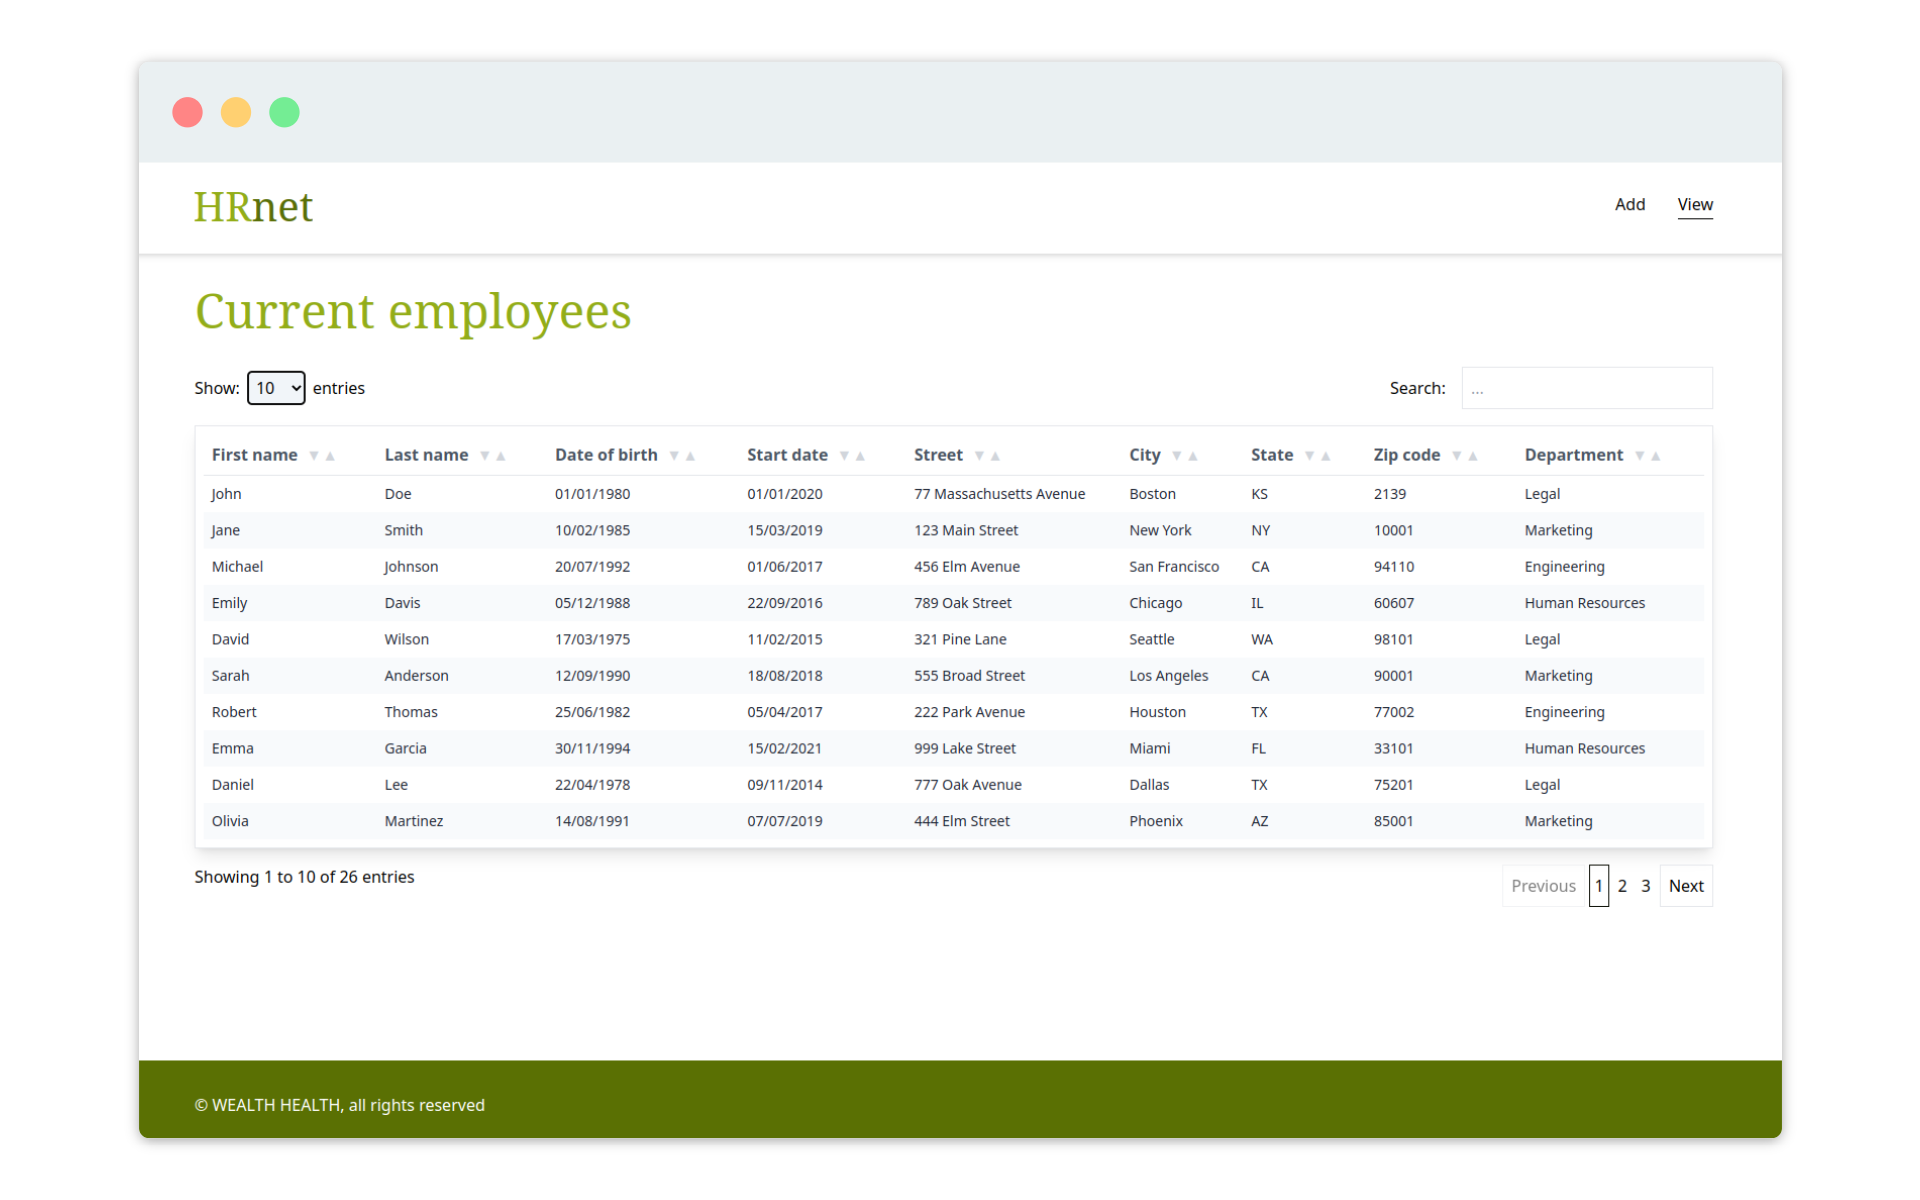 HRnet
Add View
Current employees
Show: 10 entries Search: ...
First name ▼ ▲ Last name ▼ ▲ Date of birth ▼ ▲ Start date ▼ ▲ Street ▼ ▲ City ▼ ▲ State ▼ ▲ Zip code ▼ ▲ Department ▼ ▲
John Doe 01/01/1980 01/01/2020 77 Massachusetts Avenue Boston KS 2139 Legal
Jane Smith 10/02/1985 15/03/2019 123 Main Street New York NY 10001 Marketing
Michael Johnson 20/07/1992 01/06/2017 456 Elm Avenue San Francisco CA 94110 Engineering
Emily Davis 05/12/1988 22/09/2016 789 Oak Street Chicago IL 60607 Human Resources
David Wilson 17/03/1975 11/02/2015 321 Pine Lane Seattle WA 98101 Legal
Sarah Anderson 12/09/1990 18/08/2018 555 Broad Street Los Angeles CA 90001 Marketing
Robert Thomas 25/06/1982 05/04/2017 222 Park Avenue Houston TX 77002 Engineering
Emma Garcia 30/11/1994 15/02/2021 999 Lake Street Miami FL 33101 Human Resources
Daniel Lee 22/04/1978 09/11/2014 777 Oak Avenue Dallas TX 75201 Legal
Olivia Martinez 14/08/1991 07/07/2019 444 Elm Street Phoenix AZ 85001 Marketing
Showing 1 to 10 of 26 entries Previous 1 2 3 Next
© WEALTH HEALTH, all rights reserved